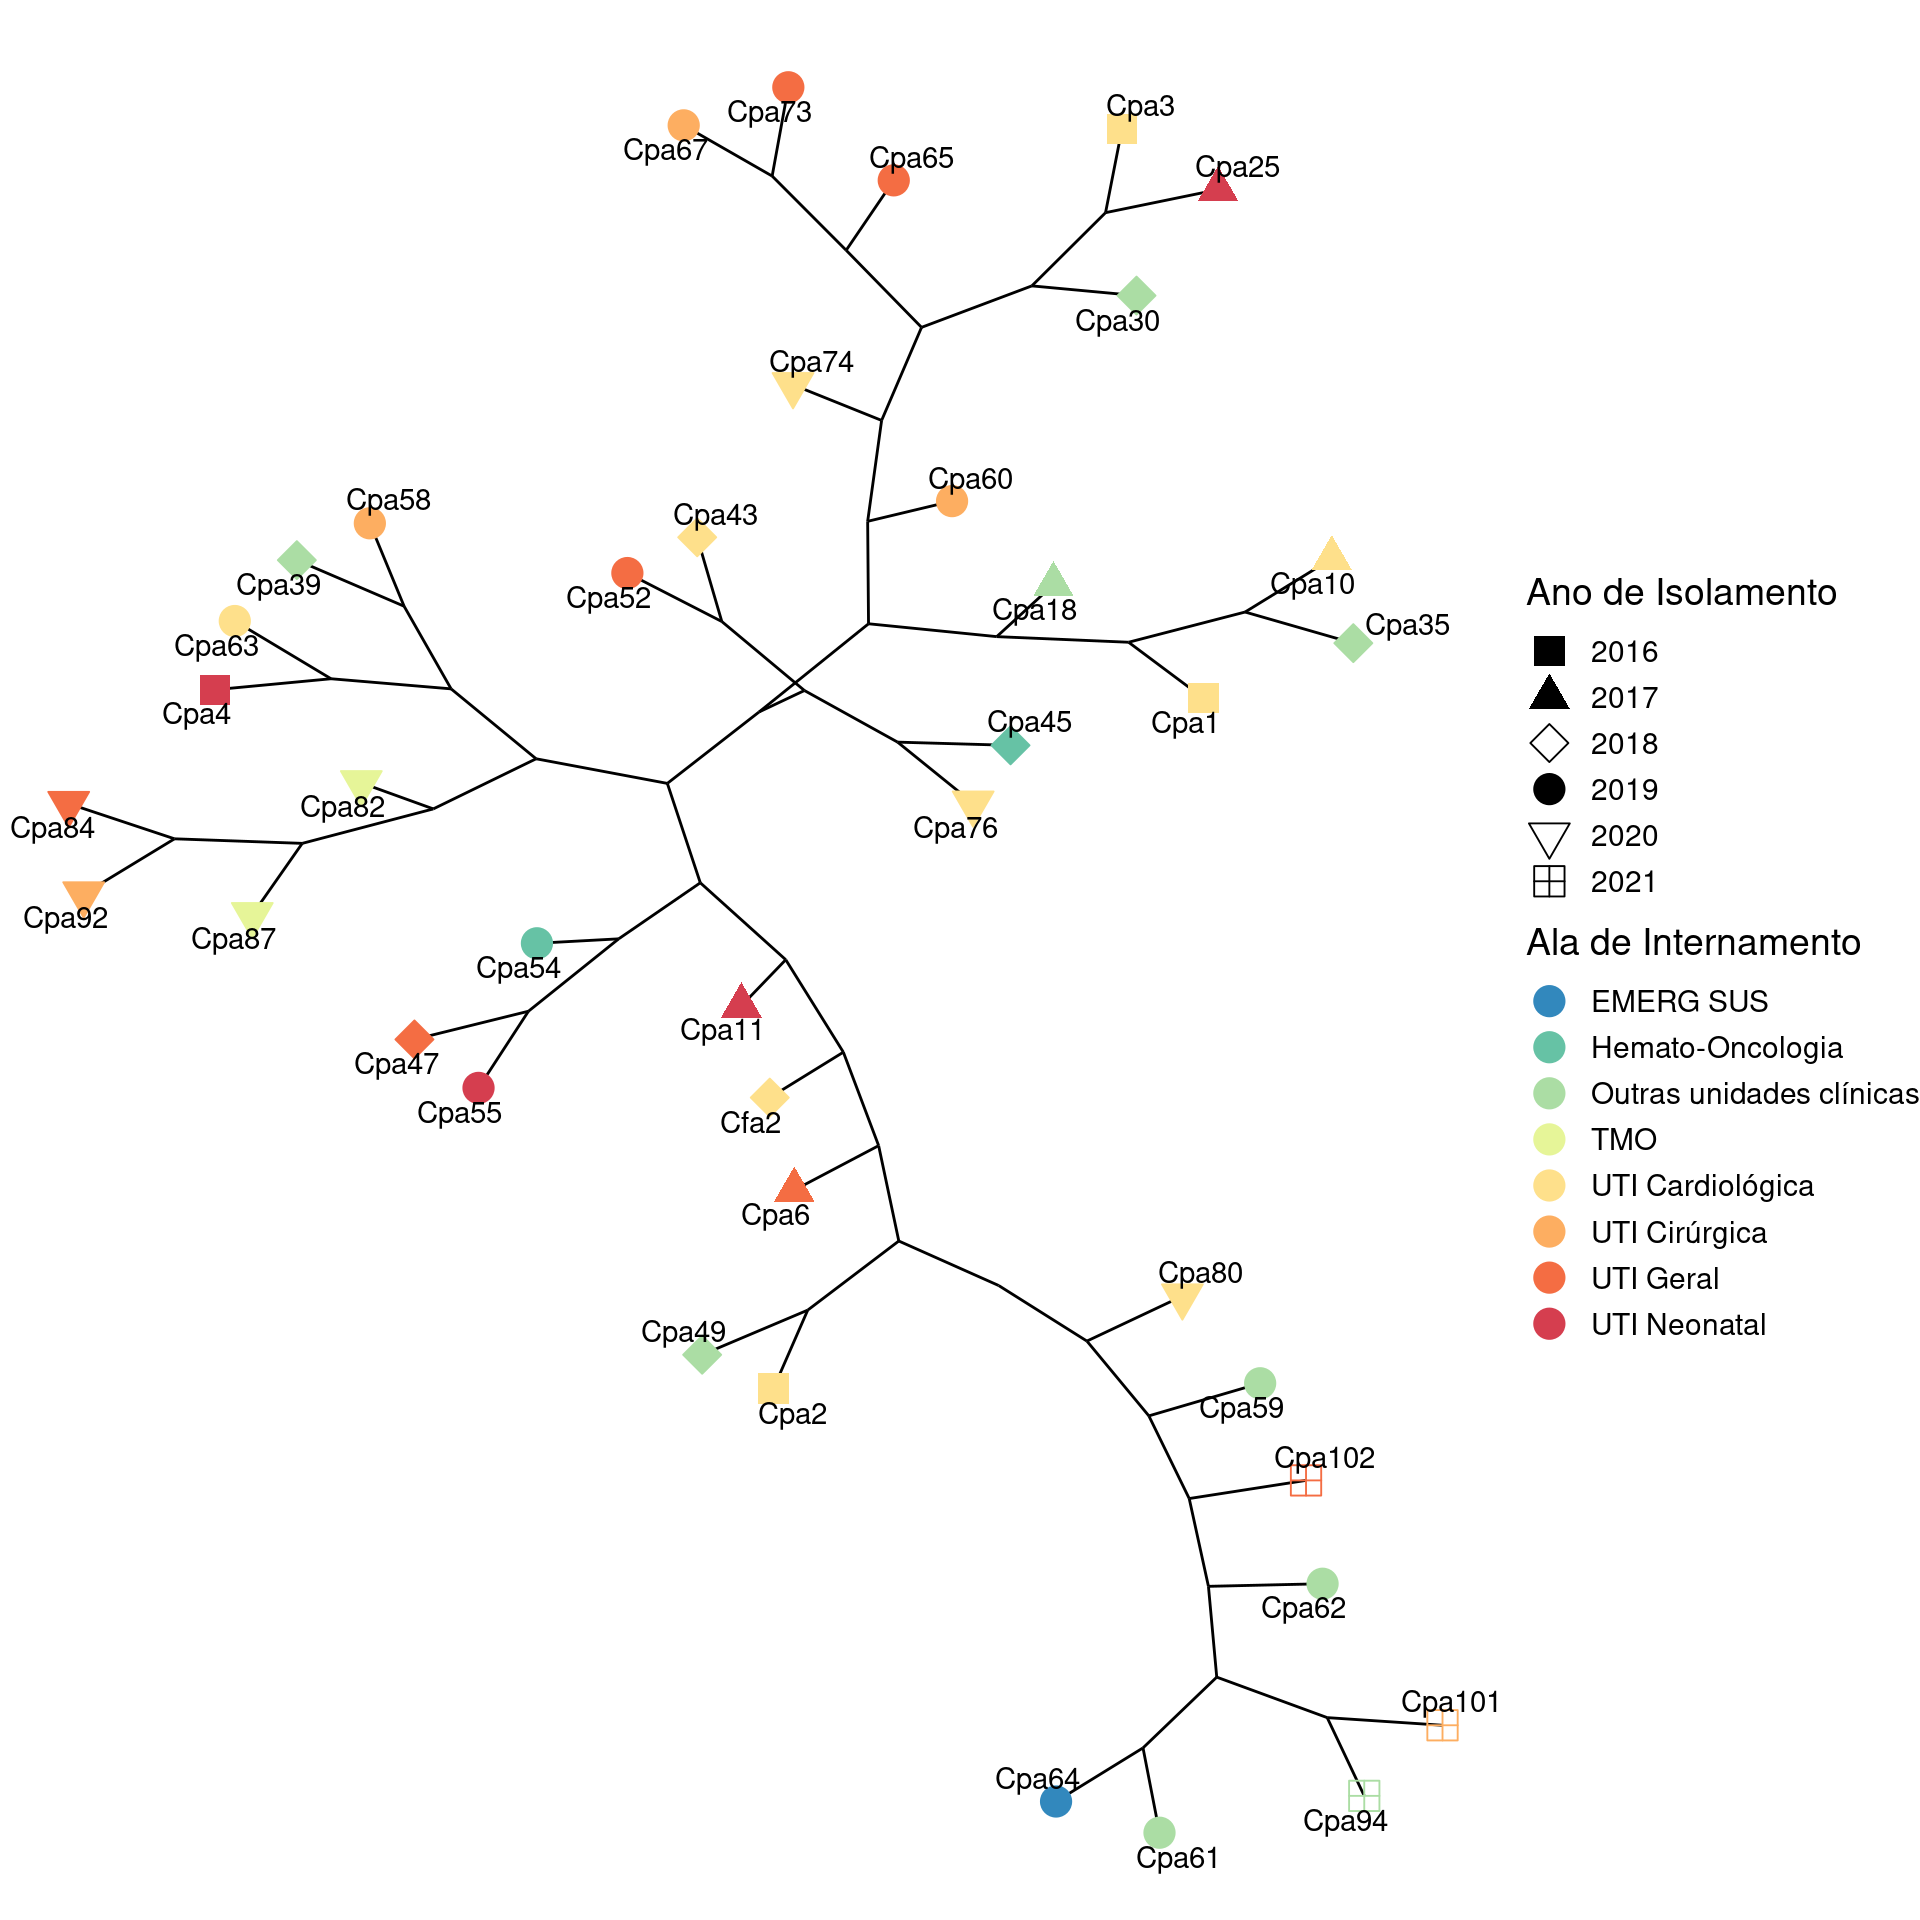 Cpa73
Cpa67
Cpa65
Cpa3
Cpa25
Cpa30
Cpa74
Cpa60
Cpa58
Cpa43
Cpa39
Cpa52
Cpa18
Cpa10
Cpa35
Cpa63
Cpa4
Cpa1
Cpa45
Cpa82
Cpa84
Cpa76
Cpa92
Cpa87
Cpa54
Cpa11
Cpa47
Cpa55
Cfa2
Cpa6
Cpa80
Cpa49
Cpa2
Cpa59
Cpa102
Cpa62
Cpa101
Cpa64
Cpa94
Cpa61
Ano de Isolamento
2016
2017
2018
2019
2020
2021
Ala de Internamento
EMERG SUS
Hemato-Oncologia
Outras unidades clínicas
TMO
UTI Cardiológica
UTI Cirúrgica
UTI Geral
UTI Neonatal